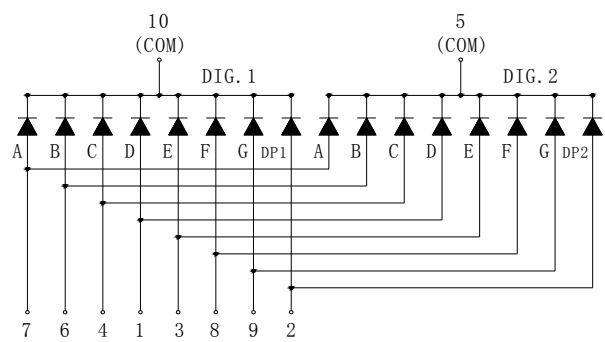 10 5
(COM) (COM)
DIG.1 DIG.2
A B C D E F G DP1 A B C D E F G DP2
7 6 4 1 3 8 9 2